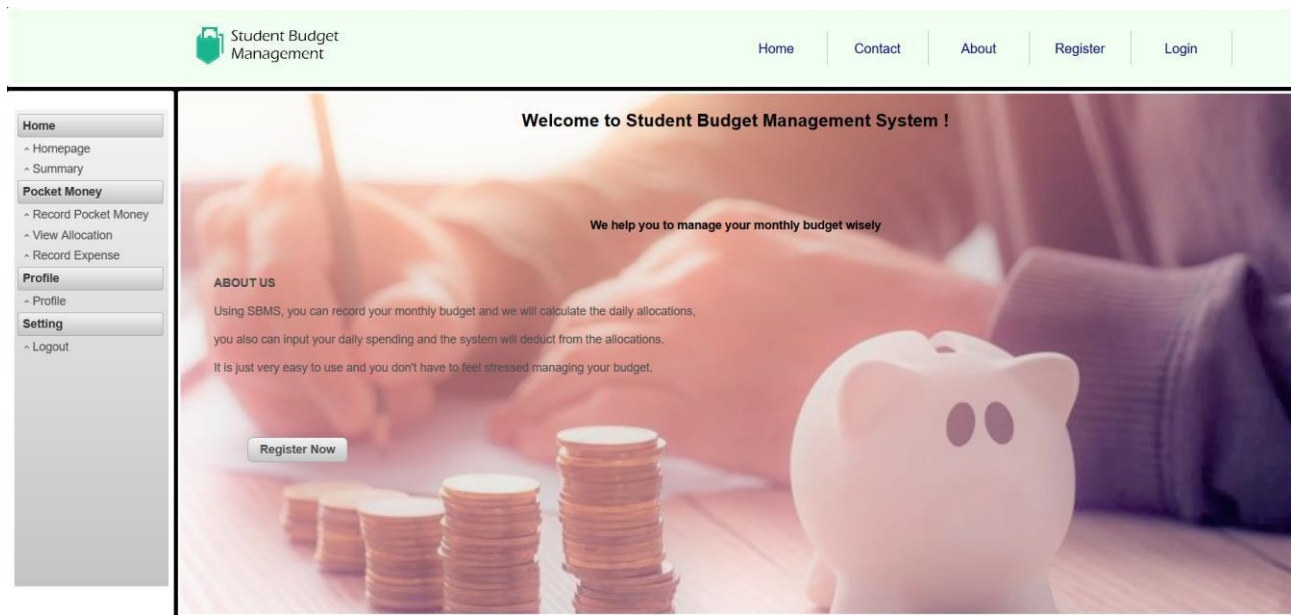 Student Budget
Management
Home
Contact
About
Register
Login
Home
^ Homepage
^ Summary
Pocket Money
^ Record Pocket Money
^ View Allocation
^ Record Expense
Profile
^ Profile
Setting
^ Logout
Welcome to Student Budget Management System !
We help you to manage your monthly budget wisely
ABOUT US
Using SBMS, you can record your monthly budget and we will calculate the daily allocations,
you also can input your daily spending and the system will deduct from the allocations.
It is just very easy to use and you don't have to feel stressed managing your budget.
Register Now